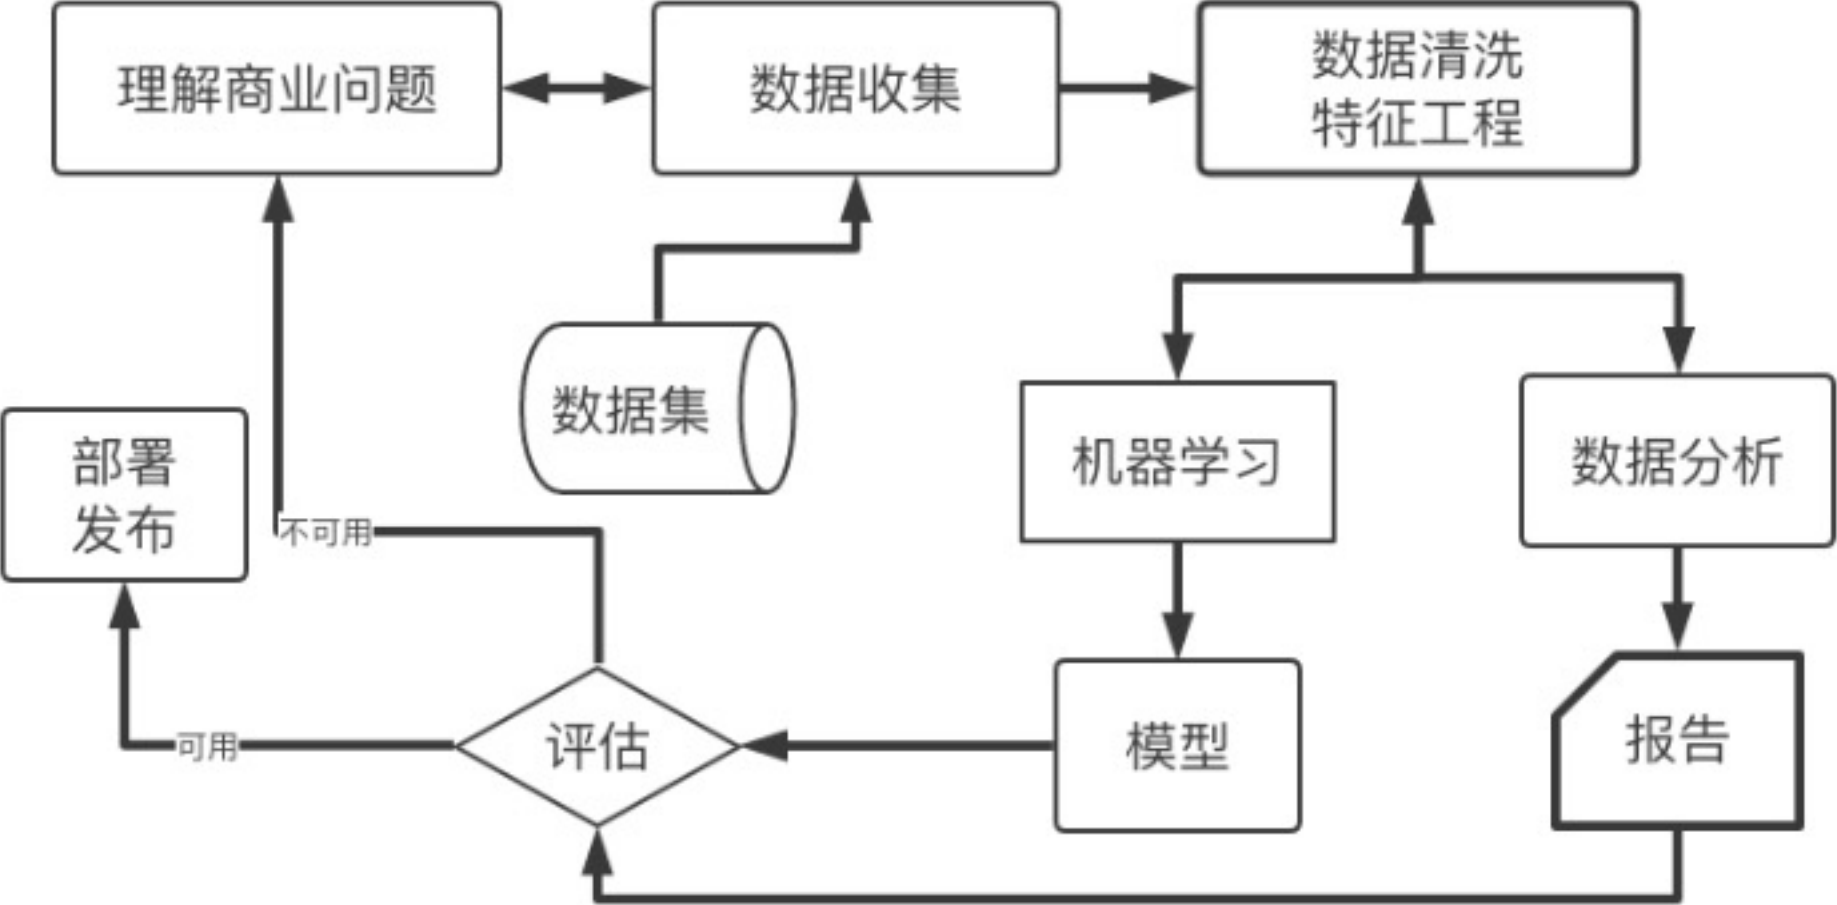 理解商业问题
数据收集
数据清洗
特征工程
数据集
部署
发布
机器学习
数据分析
不可用
可用
评估
模型
报告